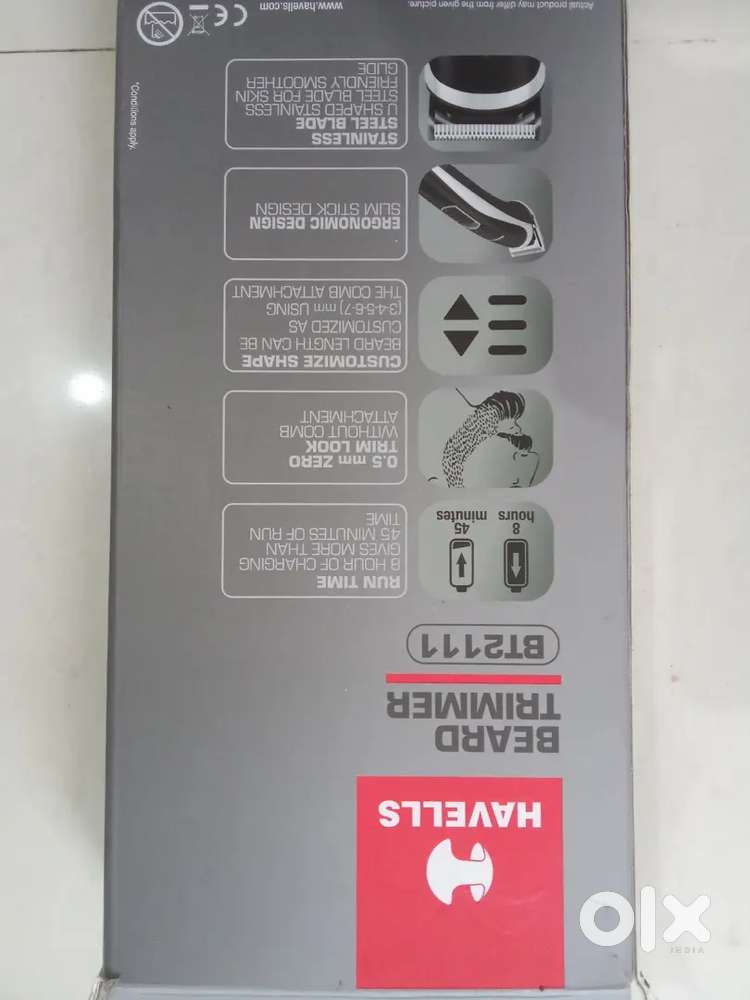 HAVELLS
BEARD
TRIMMER
BT2111
8
hours
45
minutes
RUN TIME
8 HOUR OF CHARGING
GIVES MORE THAN
45 MINUTES OF RUN
TIME
0.5 mm ZERO
TRIM LOOK
WITHOUT COMB
ATTACHMENT
CUSTOMIZE SHAPE
BEARD LENGTH CAN BE
CUSTOMIZED AS
(3-4-5-6-7) mm USING
THE COMB ATTACHMENT
ERGONOMIC DESIGN
SLIM STICK DESIGN
STAINLESS
STEEL BLADE
U SHAPED STAINLESS
STEEL BLADE FOR SKIN
FRIENDLY SMOOTHER
GLIDE
Actual product may differ from the given picture.
www.havells.com
CE
*Conditions apply.
olx
INDIA